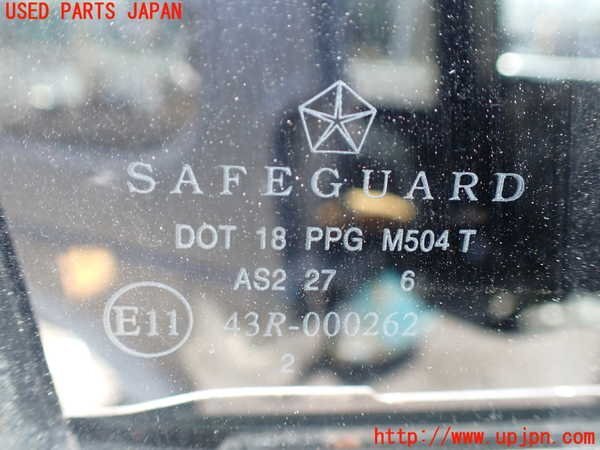 USED PARTS JAPAN
SAFEGUARD
DOT 18 PPG M504 T
AS2 27 6
E11 43R-000262
2
http://www.upjpn.com